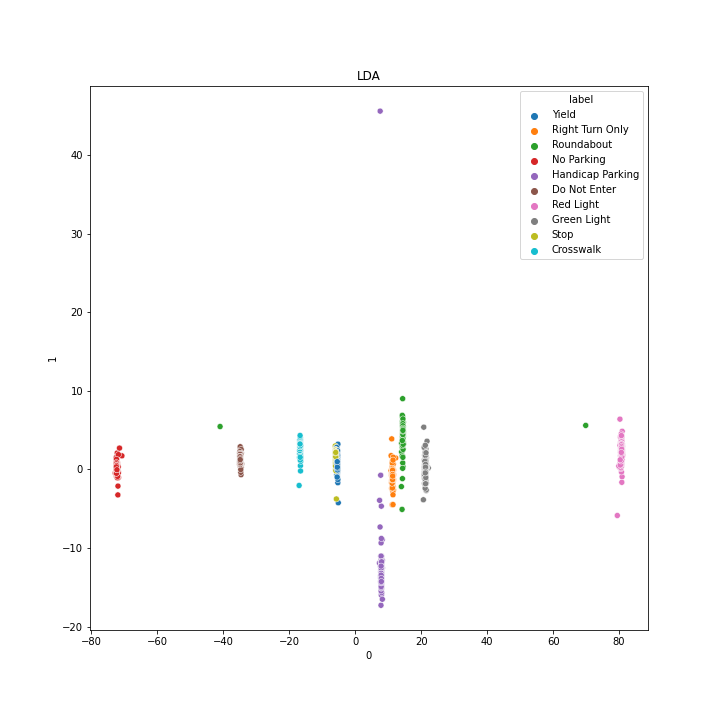 LDA
label
Yield
Right Turn Only
Roundabout
No Parking
Handicap Parking
Do Not Enter
Red Light
Green Light
Stop
Crosswalk
40
30
20
10
0
−10
−20
1
−80 −60 −40 −20 0 20 40 60 80
0